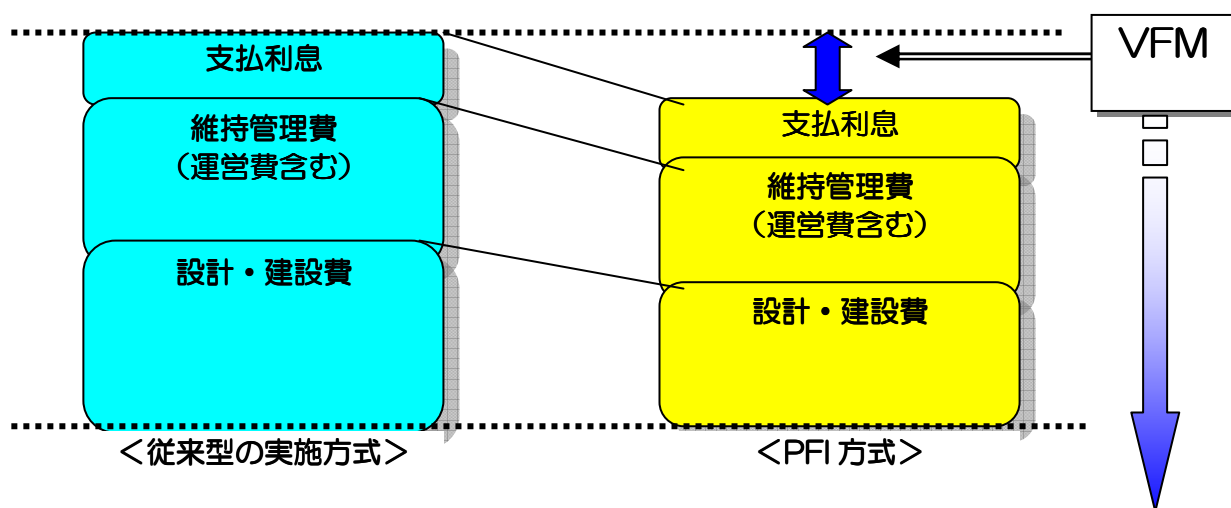 支払利息
維持管理費
（運営費含む）
設計・建設費
＜従来型の実施方式＞
支払利息
維持管理費
（運営費含む）
設計・建設費
＜PFI 方式＞
VFM